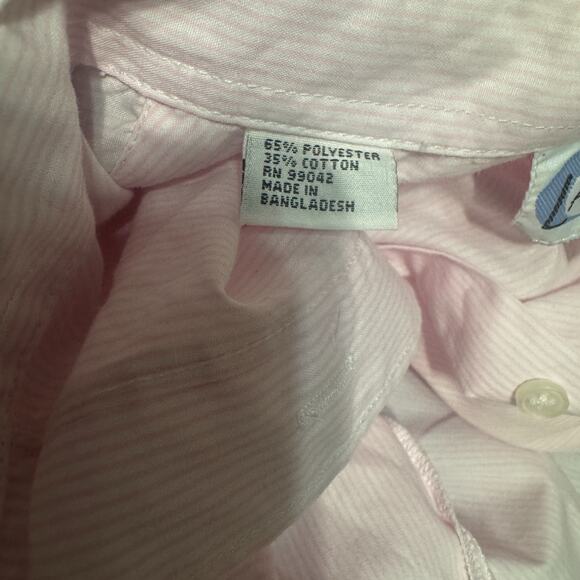 65% POLYESTER
35% COTTON
RN 99042
MADE IN
BANGLADESH